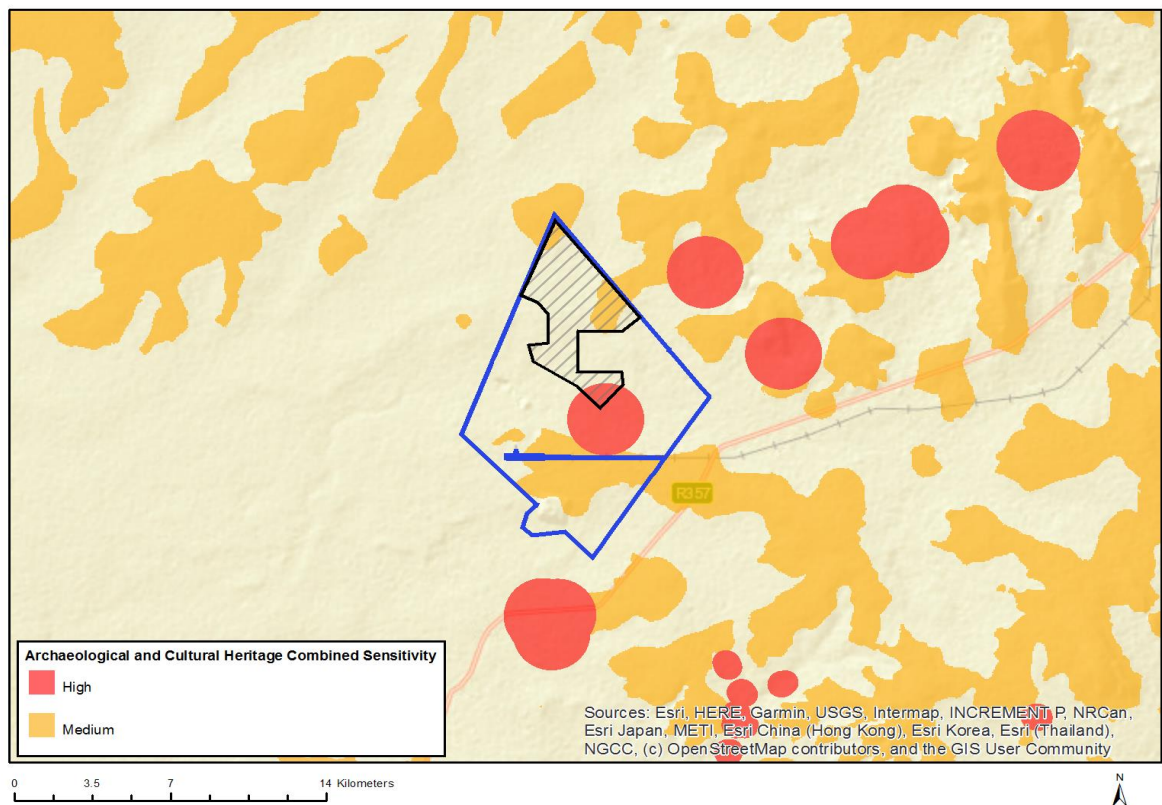 R357
Archaeological and Cultural Heritage Combined Sensitivity
High
Medium
Sources: Esri, HERE, Garmin, USGS, Intermap, INCREMENT P, NRCan,
Esri Japan, METI, Esri China (Hong Kong), Esri Korea, Esri (Thailand),
NGCC, (c) OpenStreetMap contributors, and the GIS User Community
0 3.5 7 14 Kilometers
N